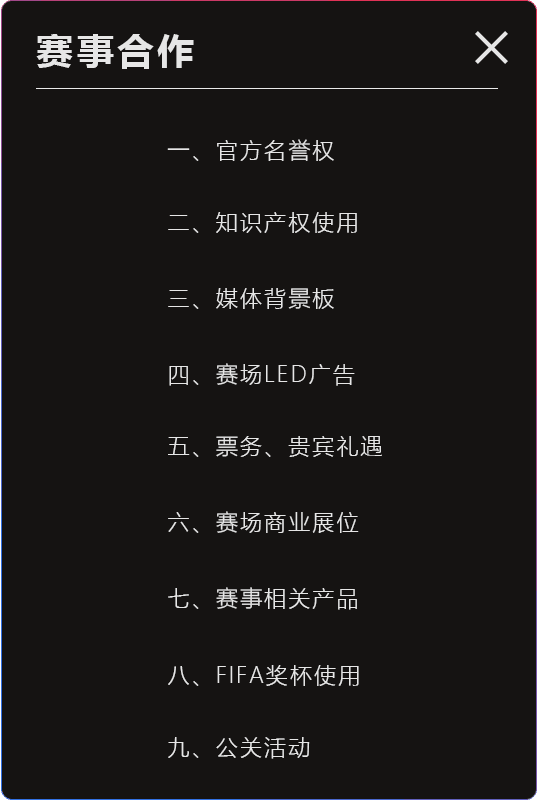 赛事合作
一、官方名誉权
二、知识产权使用
三、媒体背景板
四、赛场LED广告
五、票务、贵宾礼遇
六、赛场商业展位
七、赛事相关产品
八、FIFA奖杯使用
九、公关活动